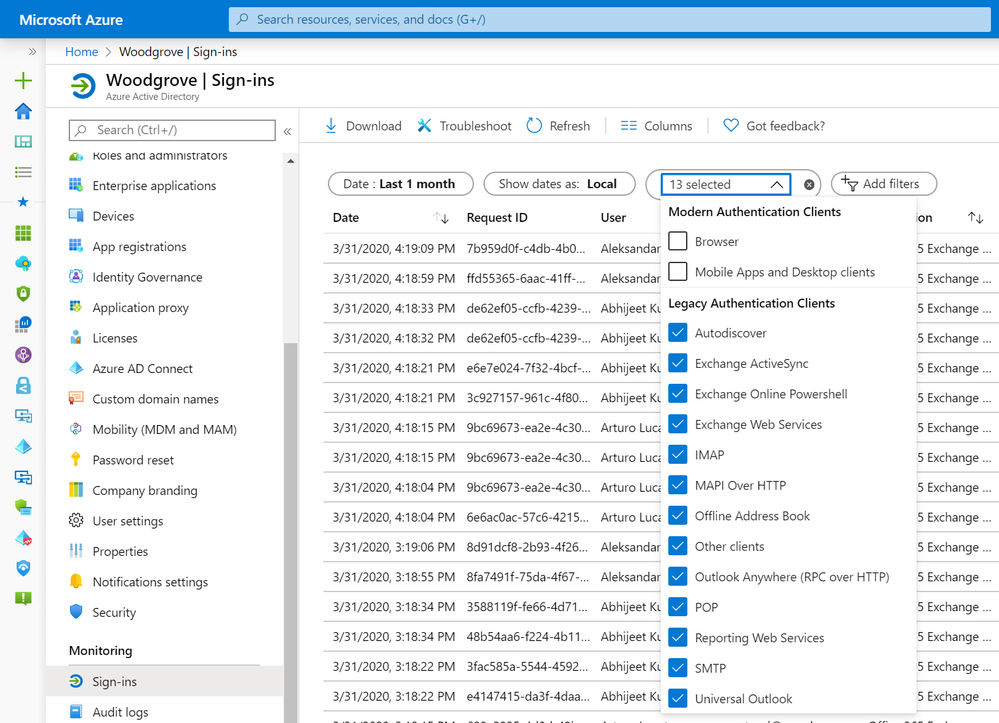 Microsoft Azure
Search resources, services, and docs (G+/)
Home > Woodgrove | Sign-ins
Woodgrove | Sign-ins
Azure Active Directory
Search (Ctrl+/)
Roles and administrators
Enterprise applications
Devices
App registrations
Identity Governance
Application proxy
Licenses
Azure AD Connect
Custom domain names
Mobility (MDM and MAM)
Password reset
Company branding
User settings
Properties
Notifications settings
Security
Monitoring
Sign-ins
Audit logs
Download Troubleshoot Refresh Columns Got feedback?
Date : Last 1 month Show dates as: Local 13 selected Add filters
Date Request ID User
3/31/2020, 4:19:09 PM 7b959d0f-c4db-4b0... Aleksandar 5 Exchange ...
3/31/2020, 4:18:59 PM ffd55365-6aac-41ff-... Aleksandar 5 Exchange ...
3/31/2020, 4:18:33 PM de62ef05-ccfb-4239-... Abhijeet Ku 5 Exchange ...
3/31/2020, 4:18:32 PM de62ef05-ccfb-4239-... Abhijeet Ku 5 Exchange ...
3/31/2020, 4:18:21 PM e6e7e024-7f32-4bcf-... Abhijeet Ku 5 Exchange ...
3/31/2020, 4:18:21 PM 3c927157-961c-4f80... Abhijeet Ku 5 Exchange ...
3/31/2020, 4:18:15 PM 9bc69673-ea2e-4c30... Arturo Luca 5 Exchange ...
3/31/2020, 4:18:15 PM 9bc69673-ea2e-4c30... Arturo Luca 5 Exchange ...
3/31/2020, 4:18:04 PM 9bc69673-ea2e-4c30... Arturo Luca 5 Exchange ...
3/31/2020, 4:18:04 PM 6e6ac0ac-57c6-4215... Arturo Luca 5 Exchange ...
3/31/2020, 3:19:06 PM 8d91dcf8-2b93-4f26... Aleksandar 5 Exchange ...
3/31/2020, 3:18:55 PM 8fa7491f-75da-4f67-... Aleksandar 5 Exchange ...
3/31/2020, 3:18:34 PM 3588119f-fe66-4d71... Abhijeet Ku 5 Exchange ...
3/31/2020, 3:18:34 PM 48b54aa6-f224-4b11... Abhijeet Ku 5 Exchange ...
3/31/2020, 3:18:22 PM 3fac585a-5544-4592... Abhijeet Ku 5 Exchange ...
3/31/2020, 3:18:22 PM e4147415-da3f-4daa... Abhijeet Ku 5 Exchange ...
Modern Authentication Clients
Browser
Mobile Apps and Desktop clients
Legacy Authentication Clients
Autodiscover
Exchange ActiveSync
Exchange Online Powershell
Exchange Web Services
IMAP
MAPI Over HTTP
Offline Address Book
Other clients
Outlook Anywhere (RPC over HTTP)
POP
Reporting Web Services
SMTP
Universal Outlook